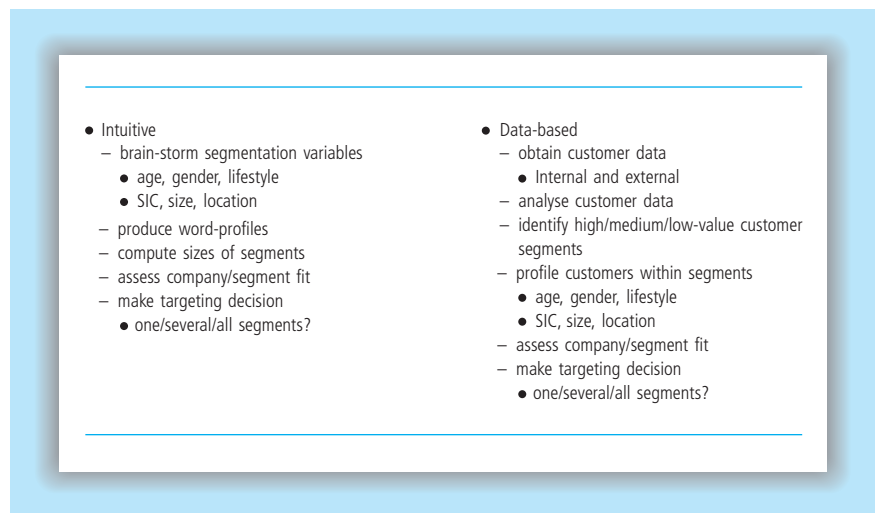 ● Intuitive
– brain-storm segmentation variables
● age, gender, lifestyle
● SIC, size, location
– produce word-profiles
– compute sizes of segments
– assess company/segment fit
– make targeting decision
● one/several/all segments?
● Data-based
– obtain customer data
● Internal and external
– analyse customer data
– identify high/medium/low-value customer
segments
– profile customers within segments
● age, gender, lifestyle
● SIC, size, location
– assess company/segment fit
– make targeting decision
● one/several/all segments?